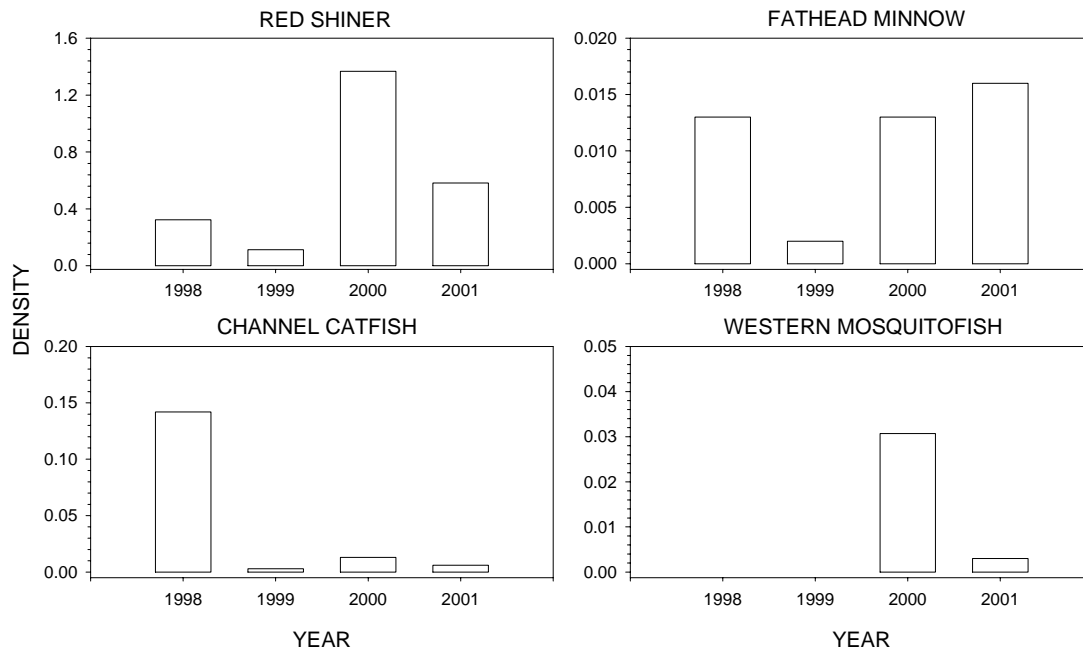 RED SHINER
1.6
1.2
0.8
0.4
0.0
1998 1999 2000 2001
FATHEAD MINNOW
0.020
0.015
0.010
0.005
0.000
1998 1999 2000 2001
DENSITY
CHANNEL CATFISH
0.20
0.15
0.10
0.05
0.00
1998 1999 2000 2001
YEAR
WESTERN MOSQUITOFISH
0.05
0.04
0.03
0.02
0.01
0.00
1998 1999 2000 2001
YEAR